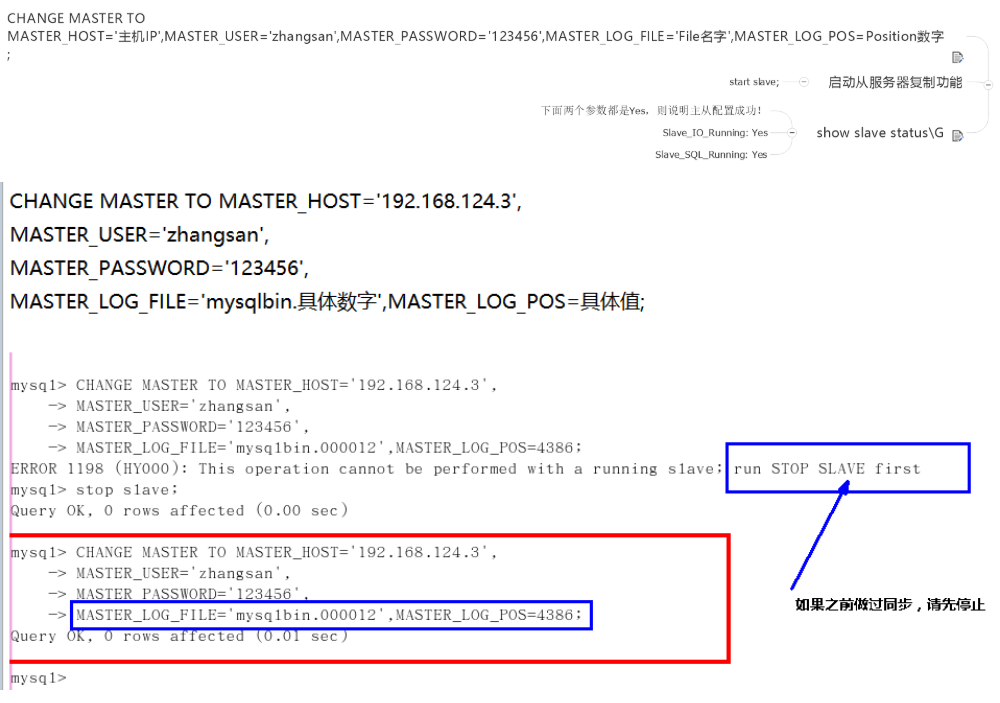 CHANGE MASTER TO
MASTER_HOST='主机IP',MASTER_USER='zhangsan',MASTER_PASSWORD='123456',MASTER_LOG_FILE='File名字',MASTER_LOG_POS=Position数字
;
start slave;
启动从服务器复制功能
下面两个参数都是Yes，则说明主从配置成功！
Slave_IO_Running: Yes
show slave status\G
Slave_SQL_Running: Yes
CHANGE MASTER TO MASTER_HOST='192.168.124.3',
MASTER_USER='zhangsan',
MASTER_PASSWORD='123456',
MASTER_LOG_FILE='mysqlbin.具体数字',MASTER_LOG_POS=具体值;
mysql> CHANGE MASTER TO MASTER_HOST='192.168.124.3',
-> MASTER_USER='zhangsan',
-> MASTER_PASSWORD='123456',
-> MASTER_LOG_FILE='mysqlbin.000012',MASTER_LOG_POS=4386;
ERROR 1198 (HY000): This operation cannot be performed with a running slave; run STOP SLAVE first
mysql> stop slave;
Query OK, 0 rows affected (0.00 sec)
mysql> CHANGE MASTER TO MASTER_HOST='192.168.124.3',
-> MASTER_USER='zhangsan',
-> MASTER_PASSWORD='123456',
-> MASTER_LOG_FILE='mysqlbin.000012',MASTER_LOG_POS=4386;
如果之前做过同步，请先停止
Query OK, 0 rows affected (0.01 sec)
mysql>